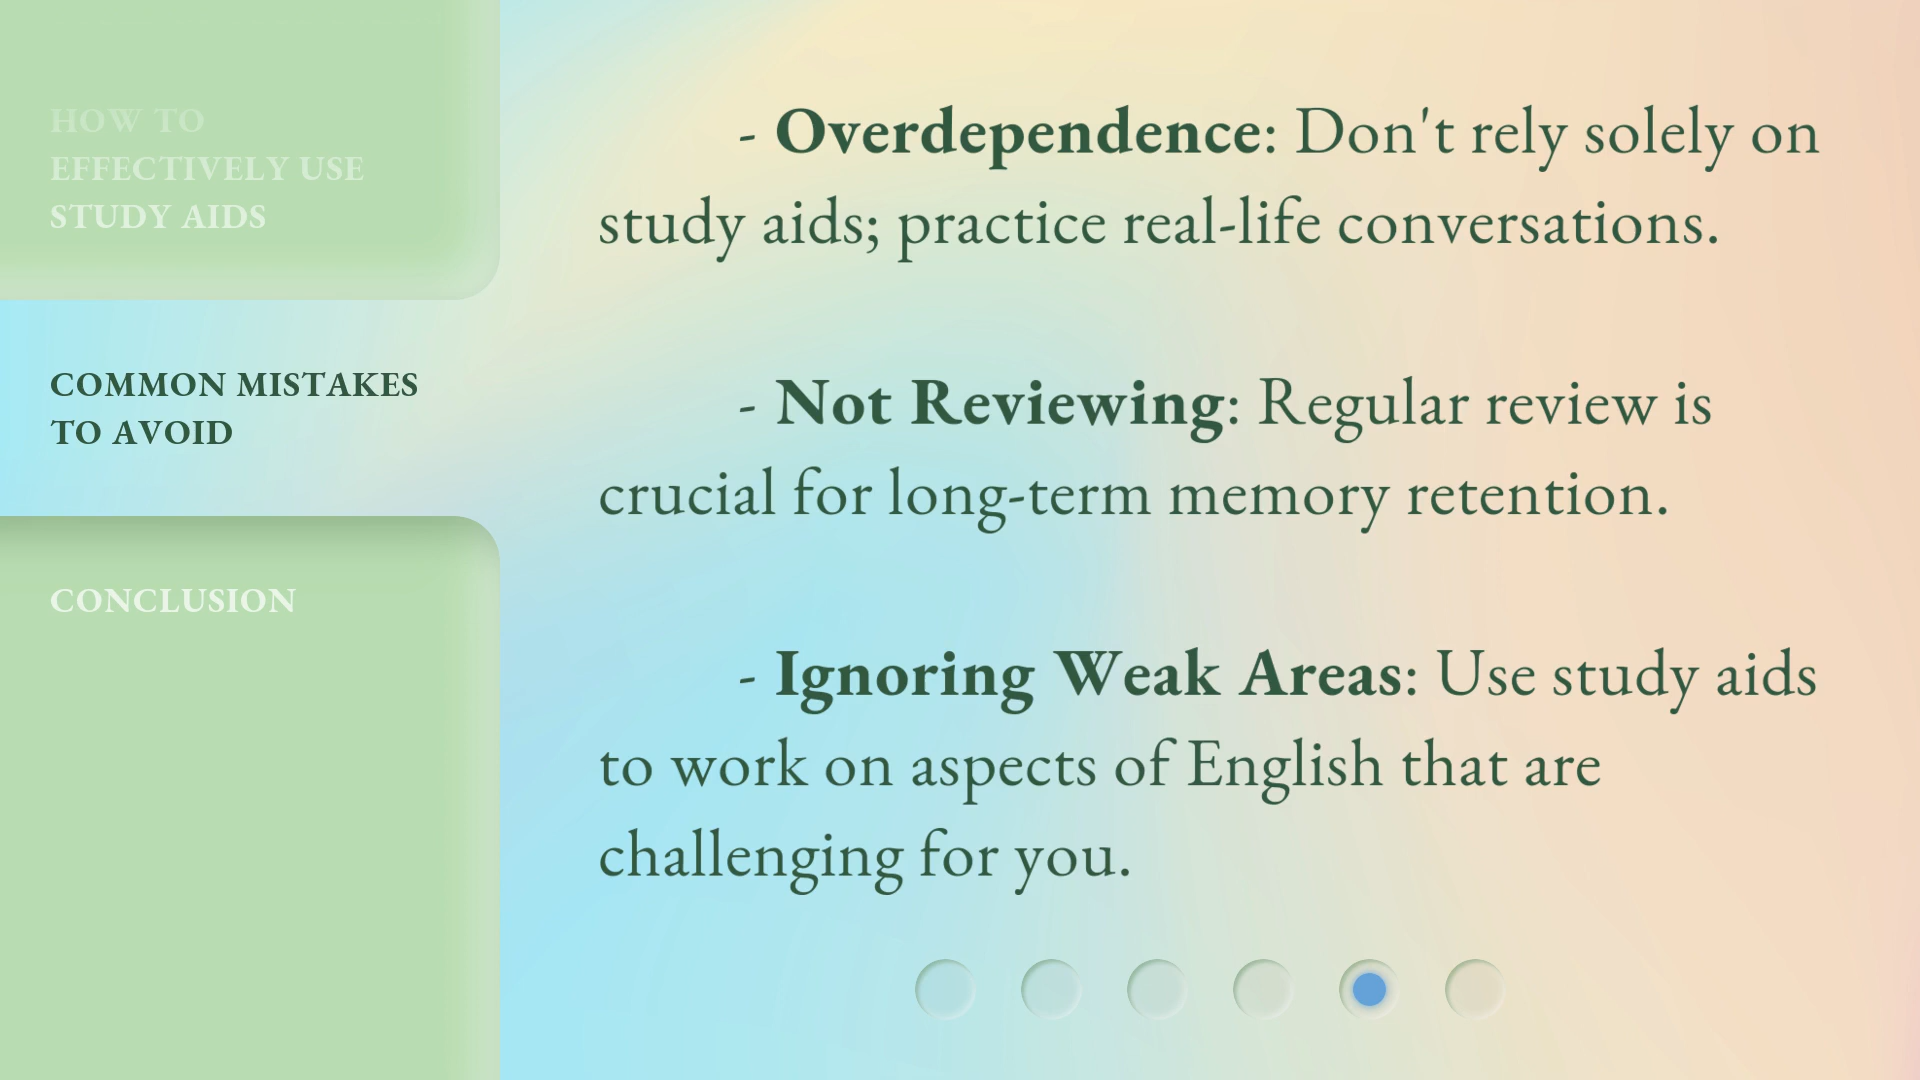 HOW TO
EFFECTIVELY USE
STUDY AIDS
COMMON MISTAKES
TO AVOID
CONCLUSION
- Overdependence: Don't rely solely on
study aids; practice real-life conversations.
- Not Reviewing: Regular review is
crucial for long-term memory retention.
- Ignoring Weak Areas: Use study aids
to work on aspects of English that are
challenging for you.